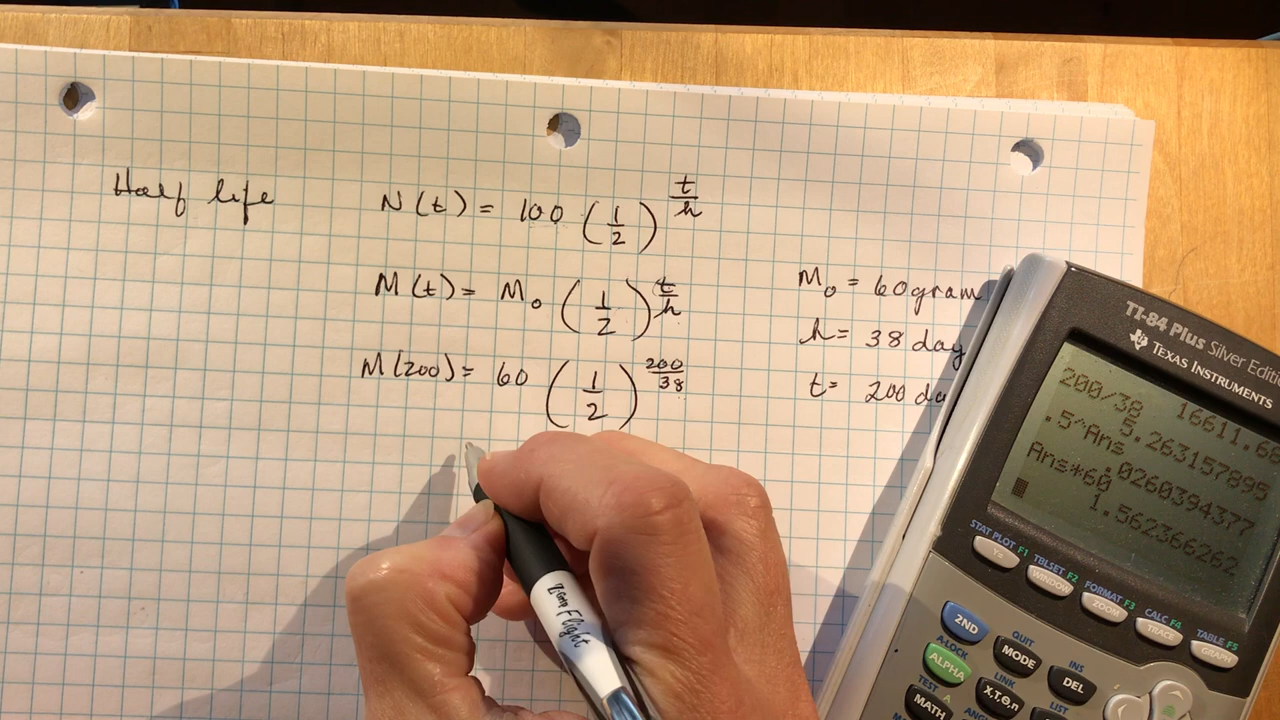 Half life
N(t) = 100 (1/2)^(t/h)
M(t) = M₀ (1/2)^(t/h)
M(200) = 60 (1/2)^(200/38)
M₀ = 60 gram
h = 38 day
t = 200 da
TI-84 Plus Silver Editi
TEXAS INSTRUMENTS
16611.66
200/38
5.263157895
.5^Ans
.0260394377
Ans*60
1.562366262
STAT PLOT F1 TBLSET F2 FORMAT F3 CALC F4 TABLE F5
Y= WINDOW ZOOM TRACE GRAPH
QUIT INS
2ND MODE DEL
A-LOCK LINK LIST
ALPHA X,T,Θ,n
TEST A
MATH
Flight